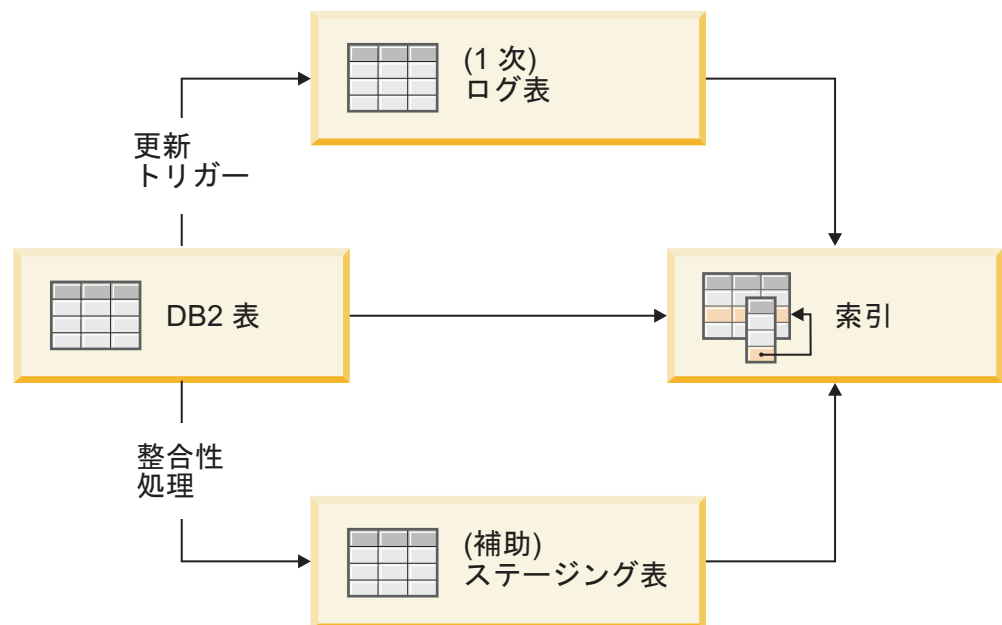 (1 次)
ログ表
更新
トリガー
DB2 表
索引
整合性
処理
(補助)
ステージング表